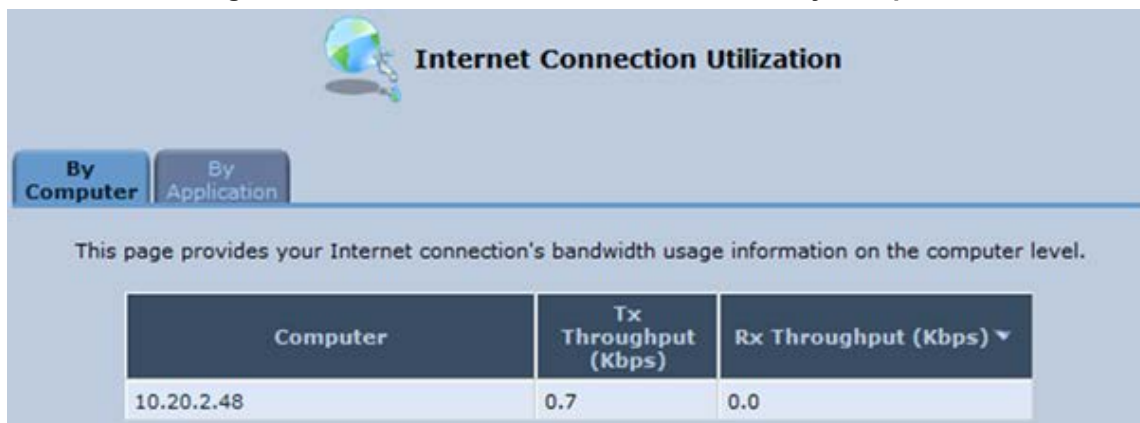 Internet Connection Utilization
By
Computer
By
Application
This page provides your Internet connection's bandwidth usage information on the computer level.
Computer
Tx
Throughput
(Kbps)
Rx Throughput (Kbps)
10.20.2.48 0.7 0.0